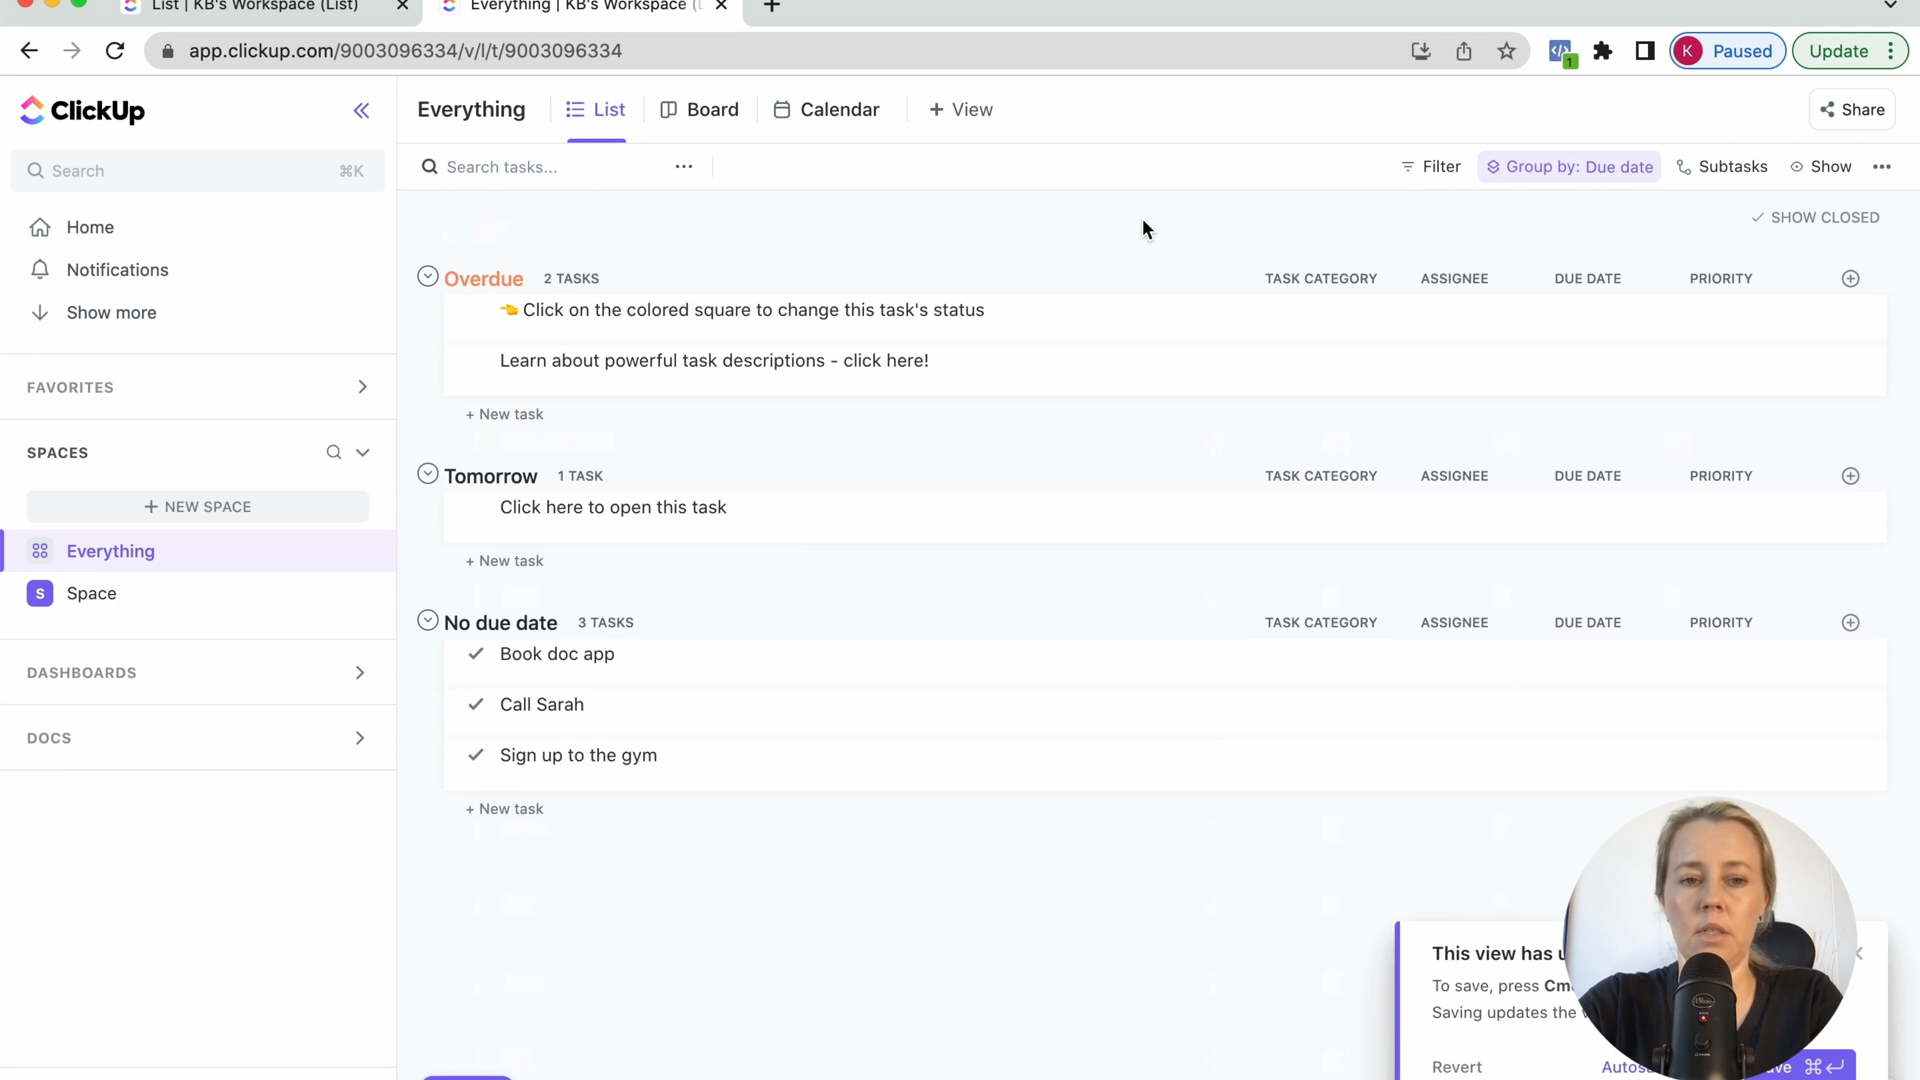 List | KB's Workspace (List)
Everything | KB's Workspace (
app.clickup.com/9003096334/v/l/t/9003096334
1
K Paused
Update
ClickUp
Everything
List
Board
Calendar
+ View
Share
Search ⌘K
Search tasks...
Filter
Group by: Due date
Subtasks
Show
SHOW CLOSED
Home
Notifications
Show more
FAVORITES
SPACES
+ NEW SPACE
Everything
S Space
DASHBOARDS
DOCS
Overdue 2 TASKS TASK CATEGORY ASSIGNEE DUE DATE PRIORITY
👈 Click on the colored square to change this task's status
Learn about powerful task descriptions - click here!
+ New task
Tomorrow 1 TASK TASK CATEGORY ASSIGNEE DUE DATE PRIORITY
Click here to open this task
+ New task
No due date 3 TASKS TASK CATEGORY ASSIGNEE DUE DATE PRIORITY
Book doc app
Call Sarah
Sign up to the gym
+ New task
This view has
To save, press
Saving updates the
Revert